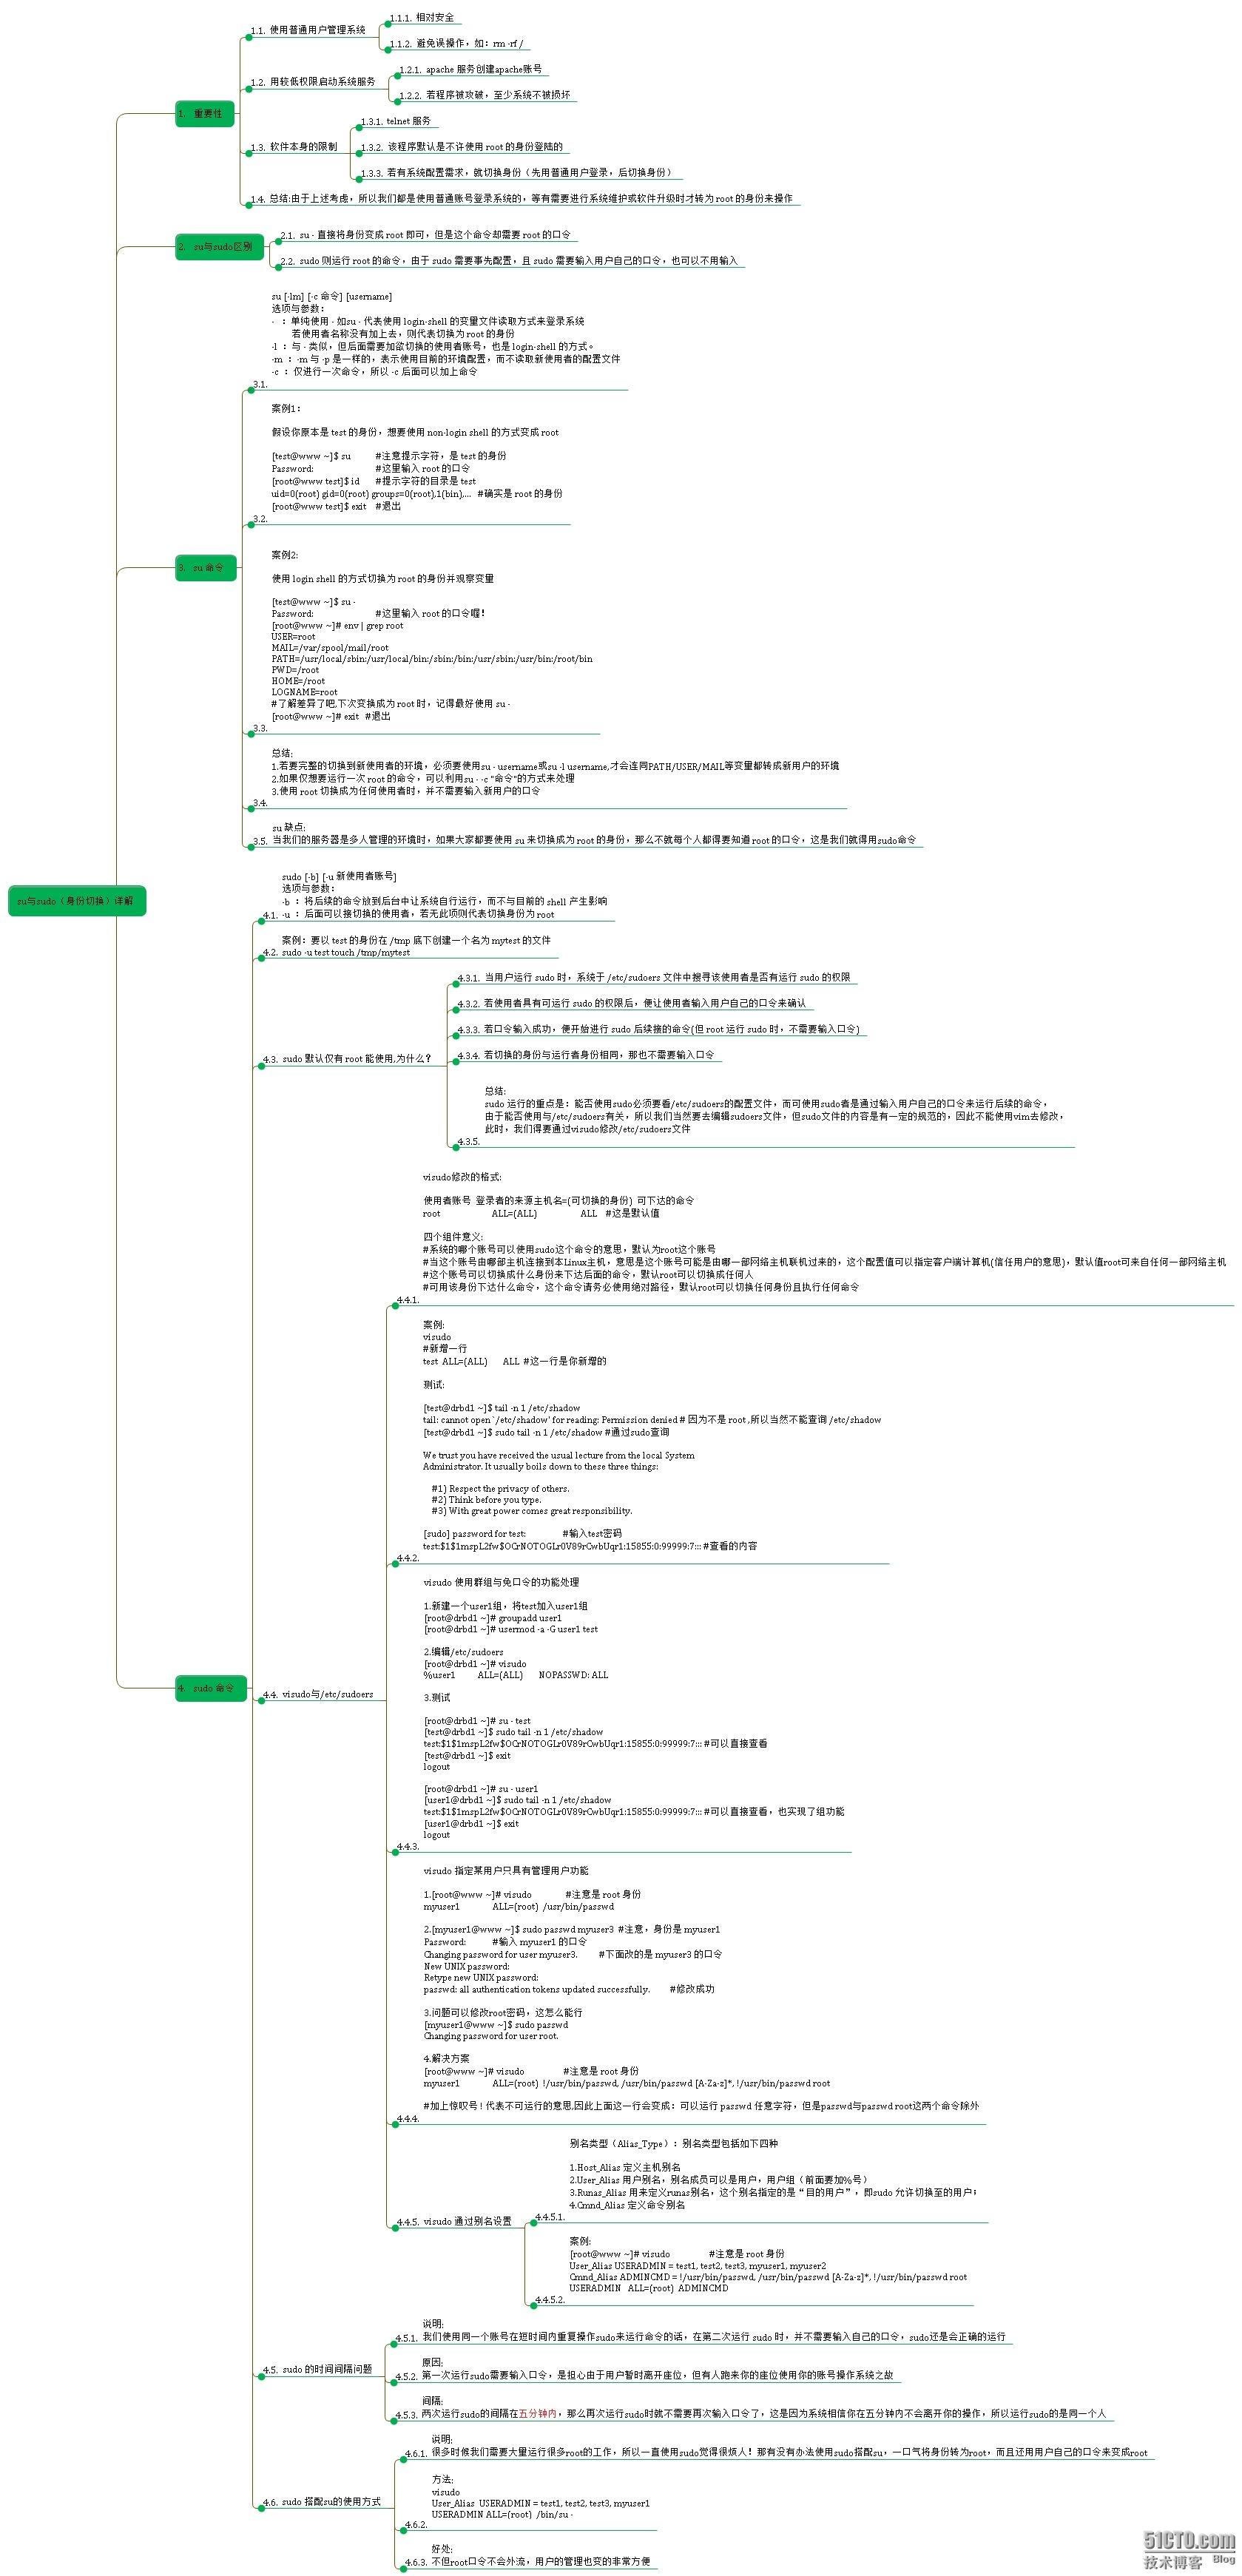 su与sudo（身份切换）详解
1. 重要性
1.1. 使用普通用户管理系统
1.1.1. 相对安全
1.1.2. 避免误操作，如：rm -rf /
1.2. 用较低权限启动系统服务
1.2.1. apache 服务创建apache账号
1.2.2. 若程序被攻破，至少系统不被损坏
1.3. 软件本身的限制
1.3.1. telnet 服务
1.3.2. 该程序默认是不许使用 root 的身份登陆的
1.3.3. 若有系统配置需求，就切换身份（先用普通用户登录，后切换身份）
1.4. 总结:由于上述考虑，所以我们都是使用普通账号登录系统的，等有需要进行系统维护或软件升级时才转为 root 的身份来操作
2. su与sudo区别
2.1. su - 直接将身份变成 root 即可，但是这个命令却需要 root 的口令
2.2. sudo 则运行 root 的命令，由于 sudo 需要事先配置，且 sudo 需要输入用户自己的口令，也可以不用输入
3. su 命令
su [-lm] [-c 命令] [username]
选项与参数：
- ：单纯使用 - 如su - 代表使用 login-shell 的变量文件读取方式来登录系统
若使用者名称没有加上去，则代表切换为 root 的身份
-l ：与 - 类似，但后面需要加欲切换的使用者账号，也是 login-shell 的方式。
-m ：-m 与 -p 是一样的，表示使用目前的环境配置，而不读取新使用者的配置文件
-c ：仅进行一次命令，所以 -c 后面可以加上命令
3.1.
案例1：
假设你原本是 test 的身份，想要使用 non-login shell 的方式变成 root
[test@www ~]$ su #注意提示字符，是 test 的身份
Password: #这里输入 root 的口令
[root@www test]$ id #提示字符的目录是 test
uid=0(root) gid=0(root) groups=0(root),1(bin),... #确实是 root 的身份
[root@www test]$ exit #退出
3.2.
案例2:
使用 login shell 的方式切换为 root 的身份并观察变量
[test@www ~]$ su -
Password: #这里输入 root 的口令喔！
[root@www ~]# env | grep root
USER=root
MAIL=/var/spool/mail/root
PATH=/usr/local/sbin:/usr/local/bin:/sbin:/bin:/usr/sbin:/usr/bin:/root/bin
PWD=/root
HOME=/root
LOGNAME=root
#了解差异了吧,下次变换成为 root 时，记得最好使用 su -
[root@www ~]# exit #退出
3.3.
总结:
1.若要完整的切换到新使用者的环境，必须要使用su - username或su -l username,才会连同PATH/USER/MAIL等变量都转成新用户的环境
2.如果仅想要运行一次 root 的命令，可以利用su - -c "命令"的方式来处理
3.使用 root 切换成为任何使用者时，并不需要输入新用户的口令
3.4.
su 缺点:
3.5. 当我们的服务器是多人管理的环境时，如果大家都要使用 su 来切换成为 root 的身份，那么不就每个人都得要知道 root 的口令，这是我们就得用sudo命令
4. sudo 命令
sudo [-b] [-u 新使用者账号]
选项与参数：
-b ：将后续的命令放到后台中让系统自行运行，而不与目前的 shell 产生影响
4.1. -u ：后面可以接切换的使用者，若无此项则代表切换身份为 root
案例：要以 test 的身份在 /tmp 底下创建一个名为 mytest 的文件
4.2. sudo -u test touch /tmp/mytest
4.3. sudo 默认仅有 root 能使用,为什么？
4.3.1. 当用户运行 sudo 时，系统于 /etc/sudoers 文件中搜寻该使用者是否有运行 sudo 的权限
4.3.2. 若使用者具有可运行 sudo 的权限后，便让使用者输入用户自己的口令来确认
4.3.3. 若口令输入成功，便开始进行 sudo 后续接的命令(但 root 运行 sudo 时，不需要输入口令)
4.3.4. 若切换的身份与运行者身份相同，那也不需要输入口令
总结:
sudo 运行的重点是：能否使用sudo必须要看/etc/sudoers的配置文件，而可使用sudo者是通过输入用户自己的口令来运行后续的命令，
由于能否使用与/etc/sudoers有关，所以我们当然要去编辑sudoers文件，但sudo文件的内容是有一定的规范的，因此不能使用vim去修改，
此时，我们得要通过visudo修改/etc/sudoers文件
4.3.5.
4.4. visudo与/etc/sudoers
visudo修改的格式:
使用者账号 登录者的来源主机名=(可切换的身份) 可下达的命令
root ALL=(ALL) ALL #这是默认值
四个组件意义:
#系统的哪个账号可以使用sudo这个命令的意思，默认为root这个账号
#当这个账号由哪部主机连接到本Linux主机，意思是这个账号可能是由哪一部网络主机联机过来的，这个配置值可以指定客户端计算机(信任用户的意思)，默认值root可来自任何一部网络主机
#这个账号可以切换成什么身份来下达后面的命令，默认root可以切换成任何人
#可用该身份下达什么命令，这个命令请务必使用绝对路径，默认root可以切换任何身份且执行任何命令
4.4.1.
案例:
visudo
#新增一行
test ALL=(ALL) ALL #这一行是你新增的
测试:
[test@drbd1 ~]$ tail -n 1 /etc/shadow
tail: cannot open `/etc/shadow' for reading: Permission denied # 因为不是 root ,所以当然不能查询 /etc/shadow
[test@drbd1 ~]$ sudo tail -n 1 /etc/shadow #通过sudo查询
We trust you have received the usual lecture from the local System
Administrator. It usually boils down to these three things:
#1) Respect the privacy of others.
#2) Think before you type.
#3) With great power comes great responsibility.
[sudo] password for test: #输入test密码
test:$1$1mspL2fw$OCrNOTOGLr0V89rCwbUqr1:15855:0:99999:7::: #查看的内容
4.4.2.
visudo 使用群组与免口令的功能处理
1.新建一个user1组，将test加入user1组
[root@drbd1 ~]# groupadd user1
[root@drbd1 ~]# usermod -a -G user1 test
2.编辑/etc/sudoers
[root@drbd1 ~]# visudo
%user1 ALL=(ALL) NOPASSWD: ALL
3.测试
[root@drbd1 ~]# su - test
[test@drbd1 ~]$ sudo tail -n 1 /etc/shadow
test:$1$1mspL2fw$OCrNOTOGLr0V89rCwbUqr1:15855:0:99999:7::: #可以直接查看
[test@drbd1 ~]$ exit
logout
[root@drbd1 ~]# su - user1
[user1@drbd1 ~]$ sudo tail -n 1 /etc/shadow
test:$1$1mspL2fw$OCrNOTOGLr0V89rCwbUqr1:15855:0:99999:7::: #可以直接查看，也实现了组功能
[user1@drbd1 ~]$ exit
logout
4.4.3.
visudo 指定某用户只具有管理用户功能
1.[root@www ~]# visudo #注意是 root 身份
myuser1 ALL=(root) /usr/bin/passwd
2.[myuser1@www ~]$ sudo passwd myuser3 #注意，身份是 myuser1
Password: #输入 myuser1 的口令
Changing password for user myuser3. #下面改的是 myuser3 的口令
New UNIX password:
Retype new UNIX password:
passwd: all authentication tokens updated successfully. #修改成功
3.问题可以修改root密码，这怎么能行
[myuser1@www ~]$ sudo passwd
Changing password for user root.
4.解决方案
[root@www ~]# visudo #注意是 root 身份
myuser1 ALL=(root) !/usr/bin/passwd, /usr/bin/passwd [A-Za-z]*, !/usr/bin/passwd root
#加上惊叹号 ! 代表不可运行的意思,因此上面这一行会变成：可以运行 passwd 任意字符，但是passwd与passwd root这两个命令除外
4.4.4.
4.4.5. visudo 通过别名设置
别名类型（Alias_Type）：别名类型包括如下四种
1.Host_Alias 定义主机别名
2.User_Alias 用户别名，别名成员可以是用户，用户组（前面要加%号）
3.Runas_Alias 用来定义runas别名，这个别名指定的是“目的用户”，即sudo 允许切换至的用户；
4.Cmnd_Alias 定义命令别名
4.4.5.1.
案例:
[root@www ~]# visudo #注意是 root 身份
User_Alias USERADMIN = test1, test2, test3, myuser1, myuser2
Cmnd_Alias ADMINCMD = !/usr/bin/passwd, /usr/bin/passwd [A-Za-z]*, !/usr/bin/passwd root
USERADMIN ALL=(root) ADMINCMD
4.4.5.2.
4.5. sudo 的时间间隔问题
说明:
4.5.1. 我们使用同一个账号在短时间内重复操作sudo来运行命令的话，在第二次运行 sudo 时，并不需要输入自己的口令，sudo还是会正确的运行
原因:
4.5.2. 第一次运行sudo需要输入口令，是担心由于用户暂时离开座位，但有人跑来你的座位使用你的账号操作系统之故
间隔:
4.5.3. 两次运行sudo的间隔在五分钟内，那么再次运行sudo时就不需要再次输入口令了，这是因为系统相信你在五分钟内不会离开你的操作，所以运行sudo的是同一个人
4.6. sudo 搭配su的使用方式
说明:
4.6.1. 很多时候我们需要大量运行很多root的工作，所以一直使用sudo觉得很烦人！那有没有办法使用sudo搭配su，一口气将身份转为root，而且还用用户自己的口令来变成root
方法:
visudo
User_Alias USERADMIN = test1, test2, test3, myuser1
USERADMIN ALL=(root) /bin/su -
4.6.2.
好处:
4.6.3. 不但root口令不会外流，用户的管理也变的非常方便
51CTO.com
技术博客 Blog